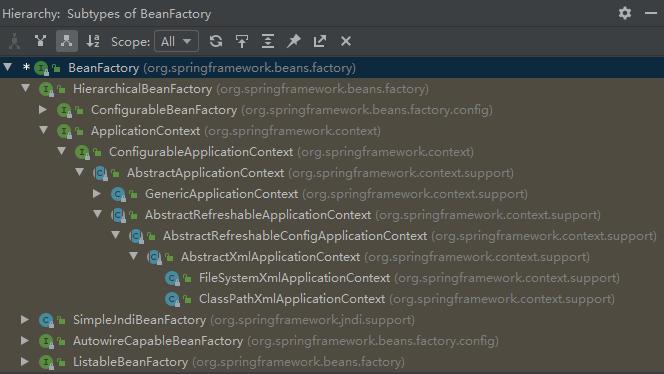 Hierarchy: Subtypes of BeanFactory
Scope: All
* BeanFactory (org.springframework.beans.factory)
HierarchicalBeanFactory (org.springframework.beans.factory)
ConfigurableBeanFactory (org.springframework.beans.factory.config)
ApplicationContext (org.springframework.context)
ConfigurableApplicationContext (org.springframework.context)
AbstractApplicationContext (org.springframework.context.support)
GenericApplicationContext (org.springframework.context.support)
AbstractRefreshableApplicationContext (org.springframework.context.support)
AbstractRefreshableConfigApplicationContext (org.springframework.context.support)
AbstractXmlApplicationContext (org.springframework.context.support)
FileSystemXmlApplicationContext (org.springframework.context.support)
ClassPathXmlApplicationContext (org.springframework.context.support)
SimpleJndiBeanFactory (org.springframework.jndi.support)
AutowireCapableBeanFactory (org.springframework.beans.factory.config)
ListableBeanFactory (org.springframework.beans.factory)